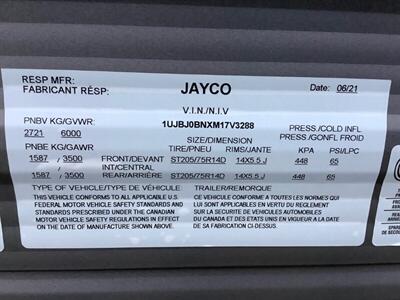 RESP MFR:
FABRICANT RÉSP: JAYCO Date: 06/21
V.I.N./N.I.V
PNBV KG/GVWR: 1UJBJ0BNXM17V3288 PRESS./COLD INFL
2721 6000 SIZE/DIMENSION PRESS/GONFL FROID
PNBE KG/GWR: TIRE/PNEU RIMS/JANTES KPA PSI/LPC
1587 / 3500 FRONT/DEVANT ST205/75R14D 14X5.5 J 448 65
INT/INT
1587 / 3500 REAR/ARRIÈRE ST205/75R14D 14X5.5 J 448 65
TYPE OF VEHICLE/TYPE DE VÉHICULE: TRAILER/REMORQUE
THIS VEHICLE CONFORMS TO ALL APPLICABLE U.S. CE VÉHICULE EST CONFORME A TOUTES LES NORMES QUI
FEDERAL MOTOR VEHICLE SAFETY STANDARDS AND LUI SONT APPLICABLES EN VERTU DU RÈGLEMENT
STANDARDS PRESCRIBED UNDER THE CANADIAN SUR LA SÉCURITÉ DES VEHICULES AUTOMOBILES
MOTOR VEHICLE SAFETY REGULATIONS IN EFFECT DU CANADA ET DES ETATS UNIS EN VIGUEUR A LA DATE
ON THE DATE OF MANUFACTURE SHOWN ABOVE. DE SA FABRICATION CI-DESSUS.